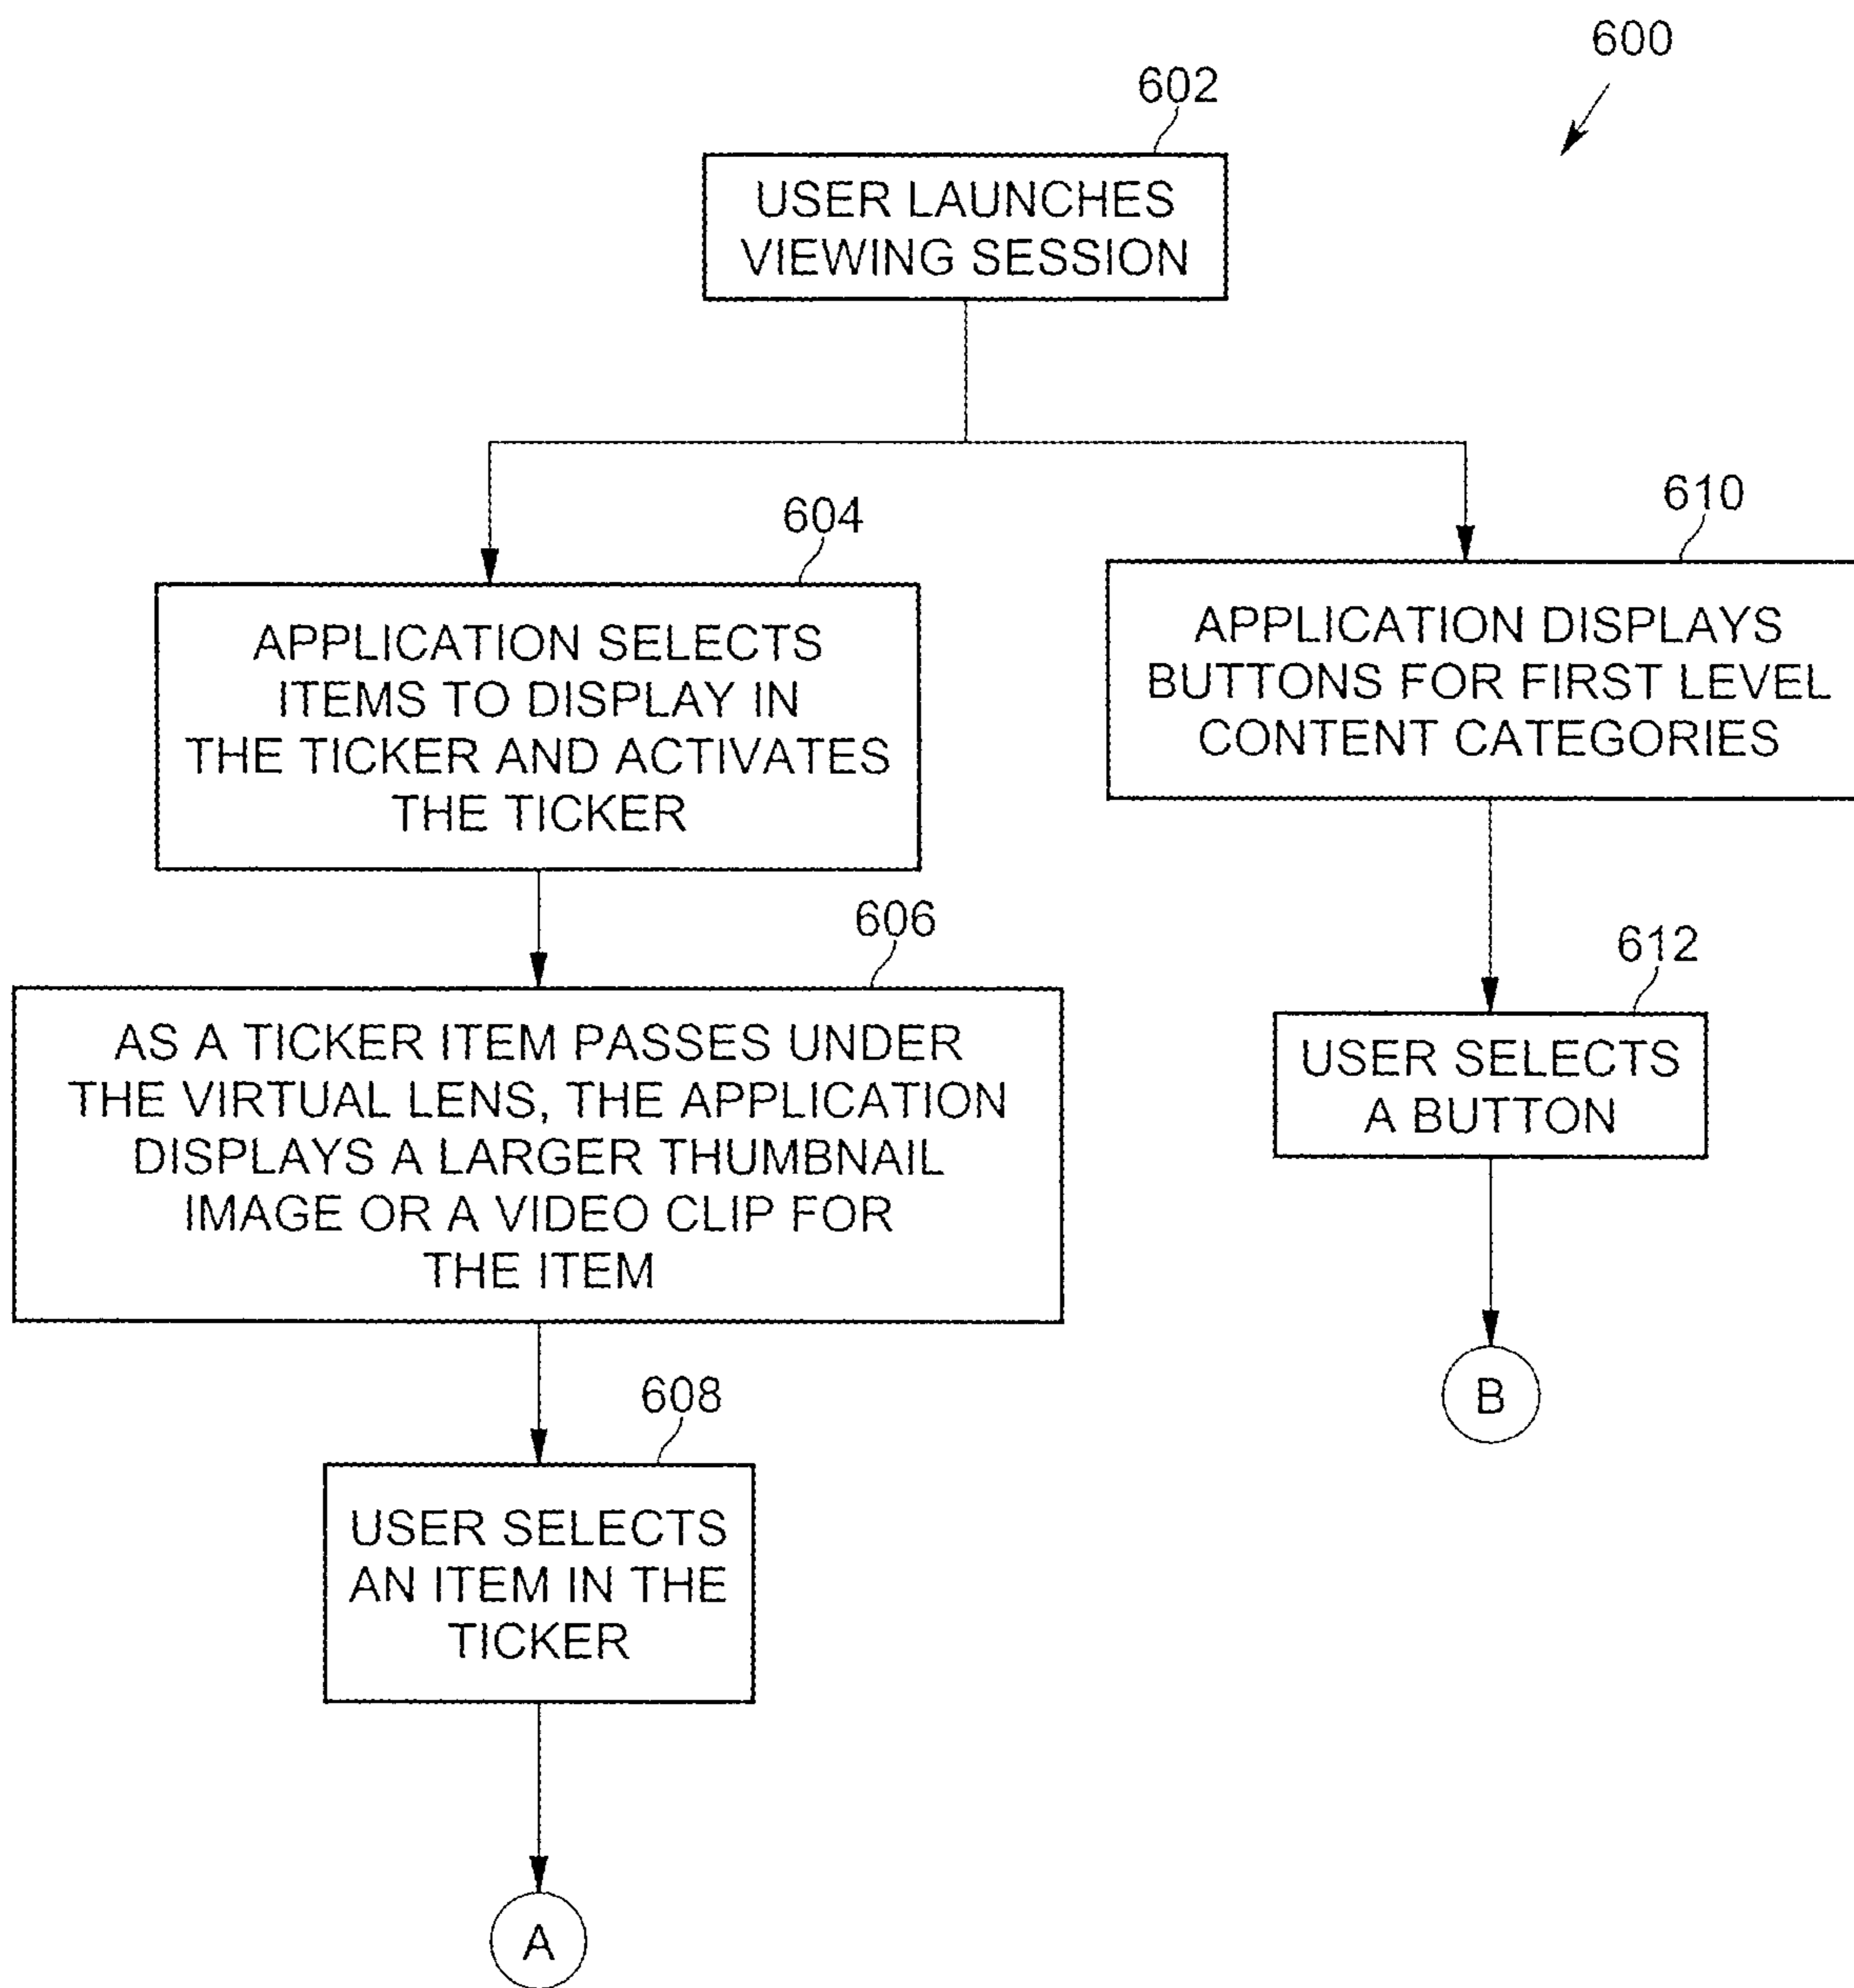 600
602
USER LAUNCHES
VIEWING SESSION
604
APPLICATION SELECTS
ITEMS TO DISPLAY IN
THE TICKER AND ACTIVATES
THE TICKER
606
AS A TICKER ITEM PASSES UNDER
THE VIRTUAL LENS, THE APPLICATION
DISPLAYS A LARGER THUMBNAIL
IMAGE OR A VIDEO CLIP FOR
THE ITEM
608
USER SELECTS
AN ITEM IN THE
TICKER
A
610
APPLICATION DISPLAYS
BUTTONS FOR FIRST LEVEL
CONTENT CATEGORIES
612
USER SELECTS
A BUTTON
B